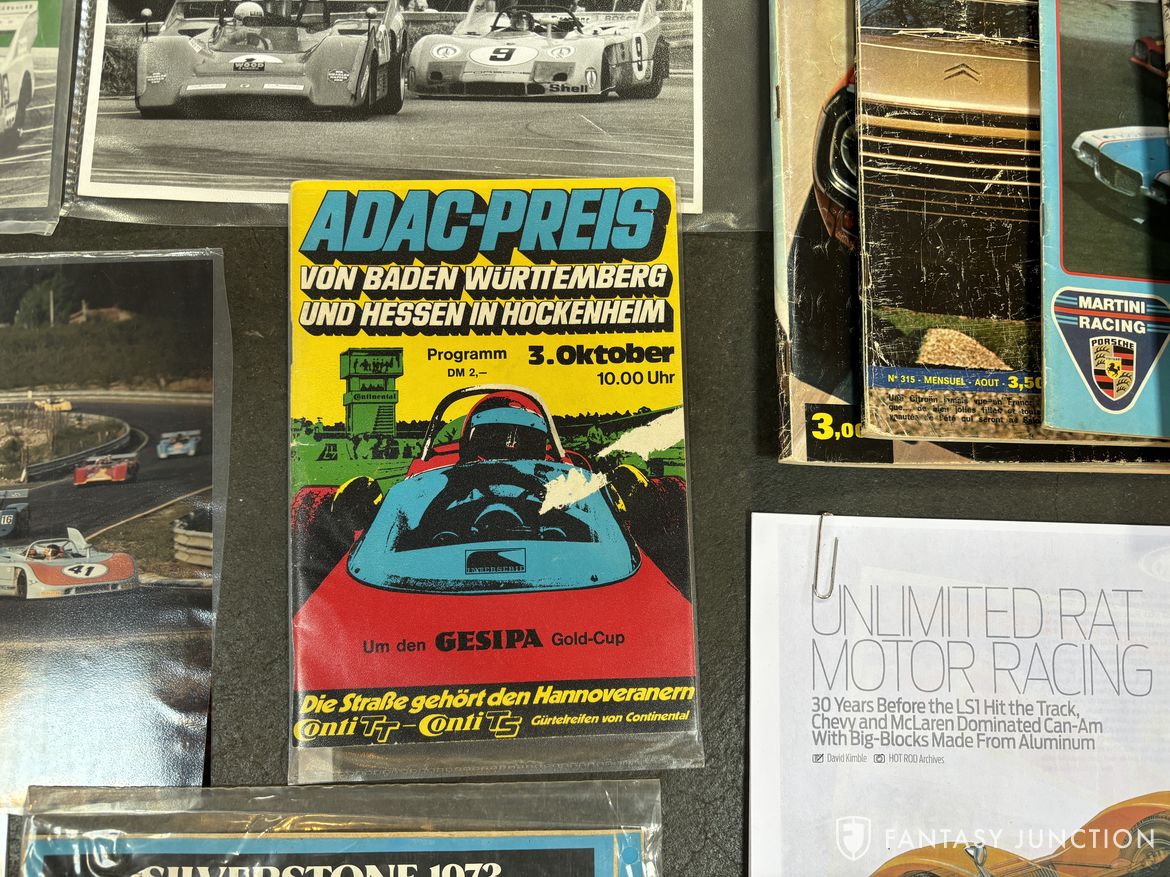 WOOD
9
Shell
ADAC-PREIS
VON BADEN WÜRTTEMBERG
UND HESSEN IN HOCKENHEIM
Programm
DM 2,–
3.Oktober
10.00 Uhr
Continental
INTERSERIE
Um den GESIPA Gold-Cup
Die Straße gehört den Hannoveranern
Conti TT – Conti TS Gürtelreifen von Continental
16
41
SILVERSTONE 1973
3,00
N° 315 - MENSUEL - AOUT - 3,50
MARTINI
RACING
PORSCHE
UNLIMITED RAT
MOTOR RACING
30 Years Before the LS1 Hit the Track,
Chevy and McLaren Dominated Can-Am
With Big-Blocks Made From Aluminum
David Kimble HOT ROD Archives
FANTASY JUNCTION